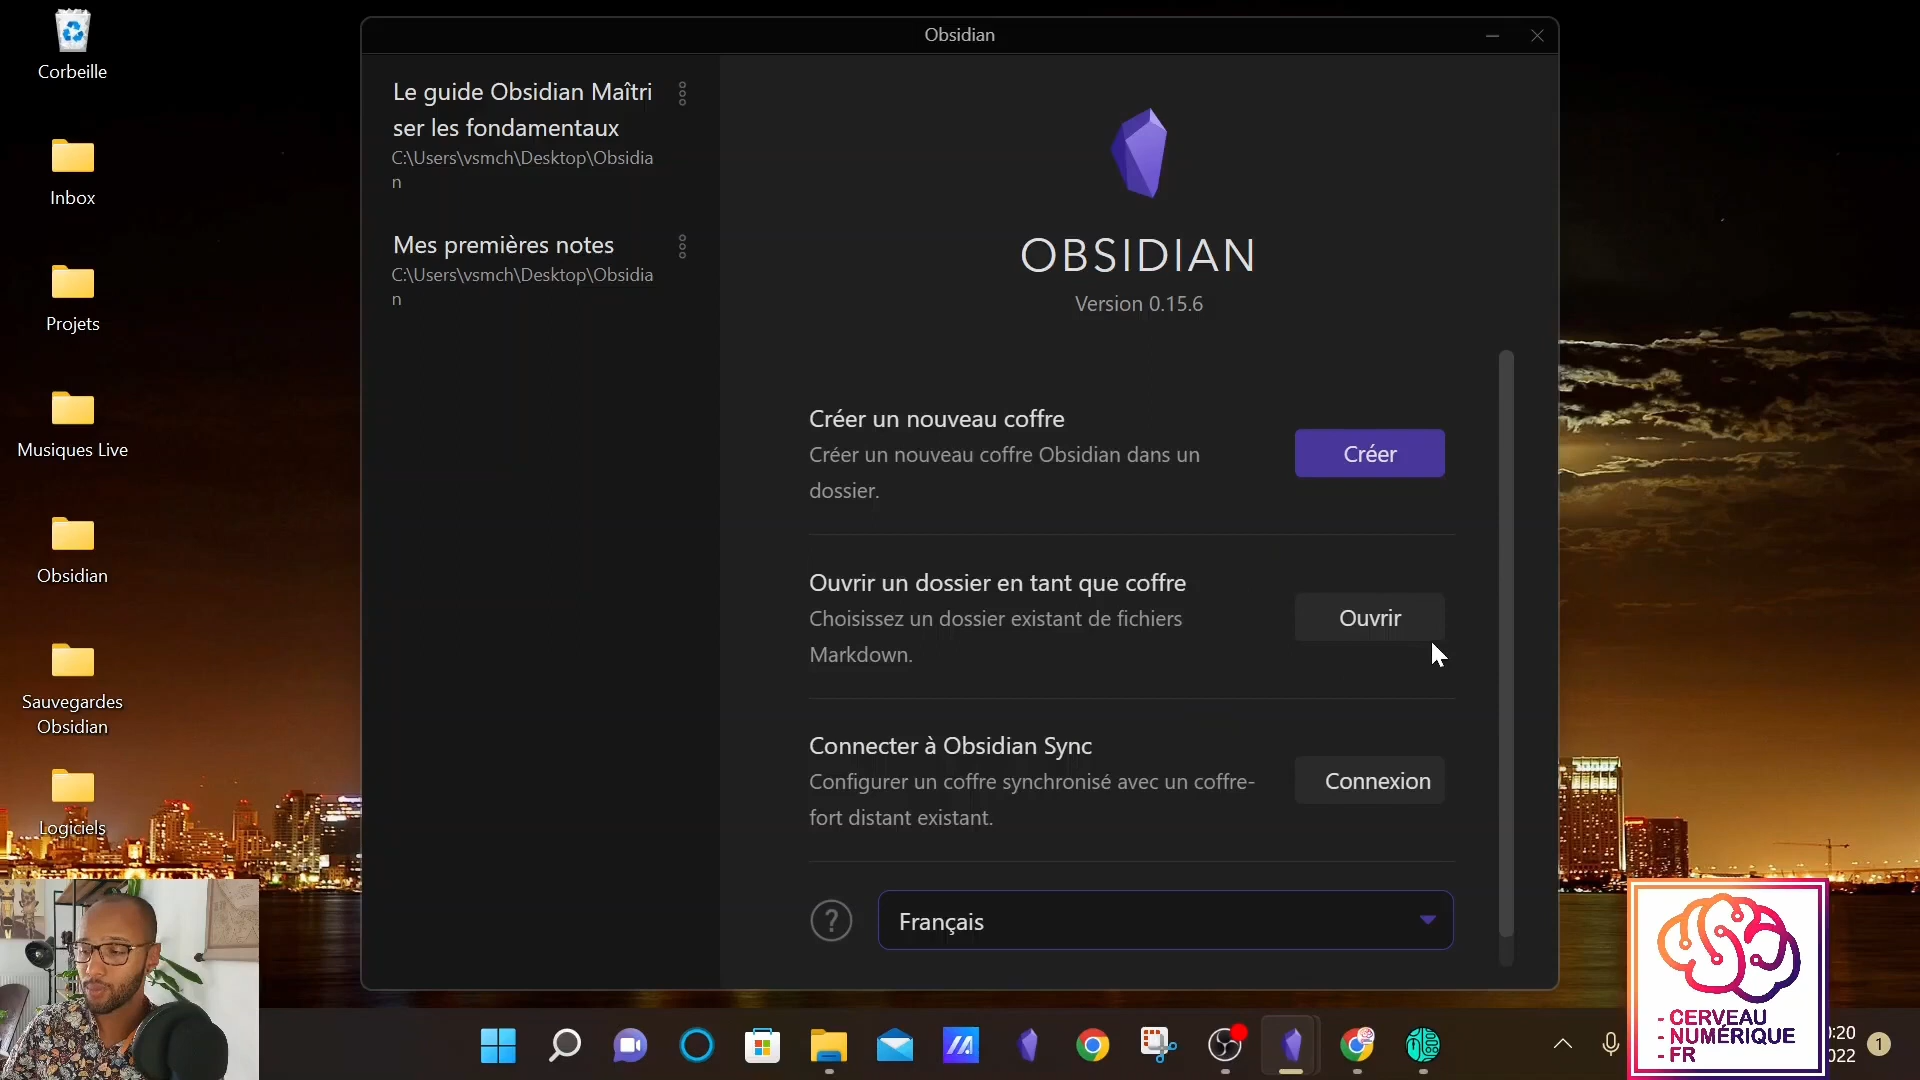 Corbeille
Inbox
Projets
Musiques Live
Obsidian
Sauvegardes
Obsidian
Logiciels
Obsidian
Le guide Obsidian Maîtri
ser les fondamentaux
C:\Users\vsmch\Desktop\Obsidia
n
Mes premières notes
C:\Users\vsmch\Desktop\Obsidia
n
OBSIDIAN
Version 0.15.6
Créer un nouveau coffre
Créer un nouveau coffre Obsidian dans un
dossier.
Créer
Ouvrir un dossier en tant que coffre
Choisissez un dossier existant de fichiers
Markdown.
Ouvrir
Connecter à Obsidian Sync
Configurer un coffre synchronisé avec un coffre-
fort distant existant.
Connexion
?
Français
- CERVEAU
- NUMÉRIQUE
- FR
:20
022
1